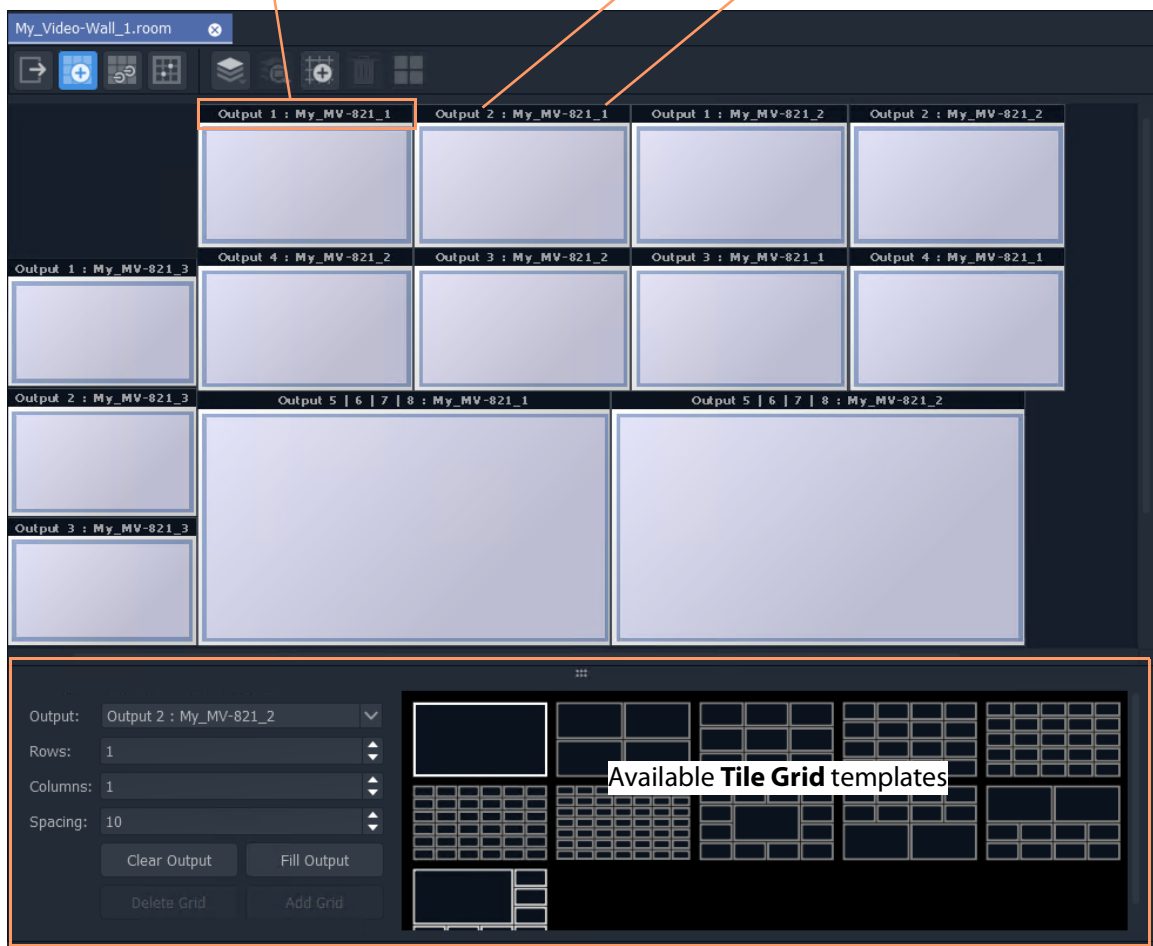 My_Video-Wall_1.room
Output 1 : My_MV-821_1
Output 2 : My_MV-821_1
Output 1 : My_MV-821_2
Output 2 : My_MV-821_2
Output 4 : My_MV-821_2
Output 3 : My_MV-821_2
Output 3 : My_MV-821_1
Output 4 : My_MV-821_1
Output 1 : My_MV-821_3
Output 2 : My_MV-821_3
Output 5 | 6 | 7 | 8 : My_MV-821_1
Output 5 | 6 | 7 | 8 : My_MV-821_2
Output 3 : My_MV-821_3
Output: Output 2 : My_MV-821_2
Rows: 1
Columns: 1
Spacing: 10
Clear Output
Fill Output
Delete Grid
Add Grid
Available Tile Grid templates